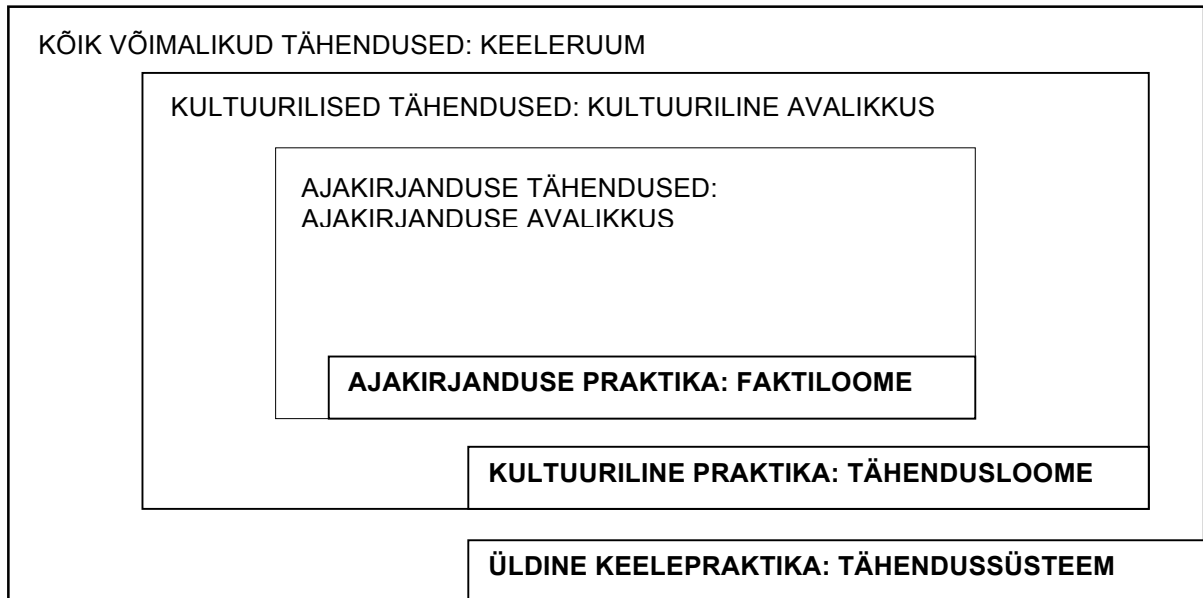 KÕIK VÕIMALIKUD TÄHENDUSED: KEELERUUM
KULTUURILISED TÄHENDUSED: KULTUURILINE AVALIKKUS
AJAKIRJANDUSE TÄHENDUSED:
AJAKIRJANDUSE AVALIKKUS
AJAKIRJANDUSE PRAKTIKA: FAKTILOOME
KULTUURILINE PRAKTIKA: TÄHENDUSLOOME
ÜLDINE KEELEPRAKTIKA: TÄHENDUSSÜSTEEM